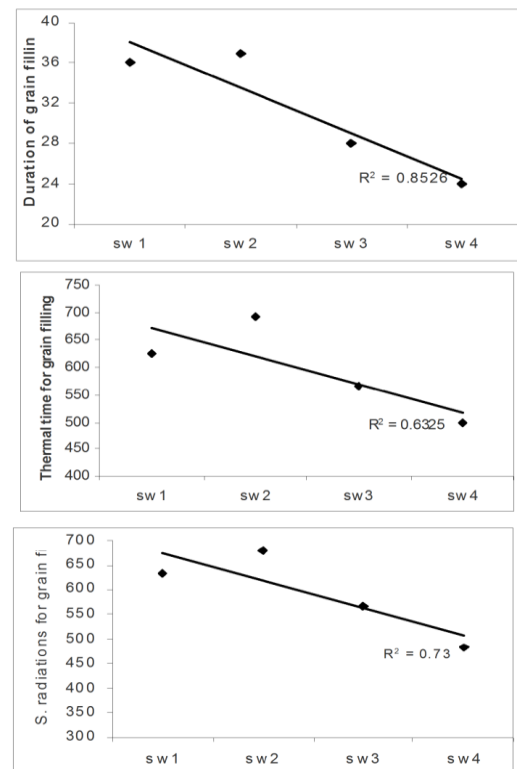 Duration of grain fillin
40
36
32
28
24
20
R² = 0.8526
sw 1 sw 2 sw 3 sw 4
Thermal time for grain filling
750
700
650
600
550
500
450
400
R² = 0.6325
sw 1 sw 2 sw 3 sw 4
S. radiations for grain fi
700
650
600
550
500
450
400
350
300
R² = 0.73
sw 1 sw 2 sw 3 sw 4